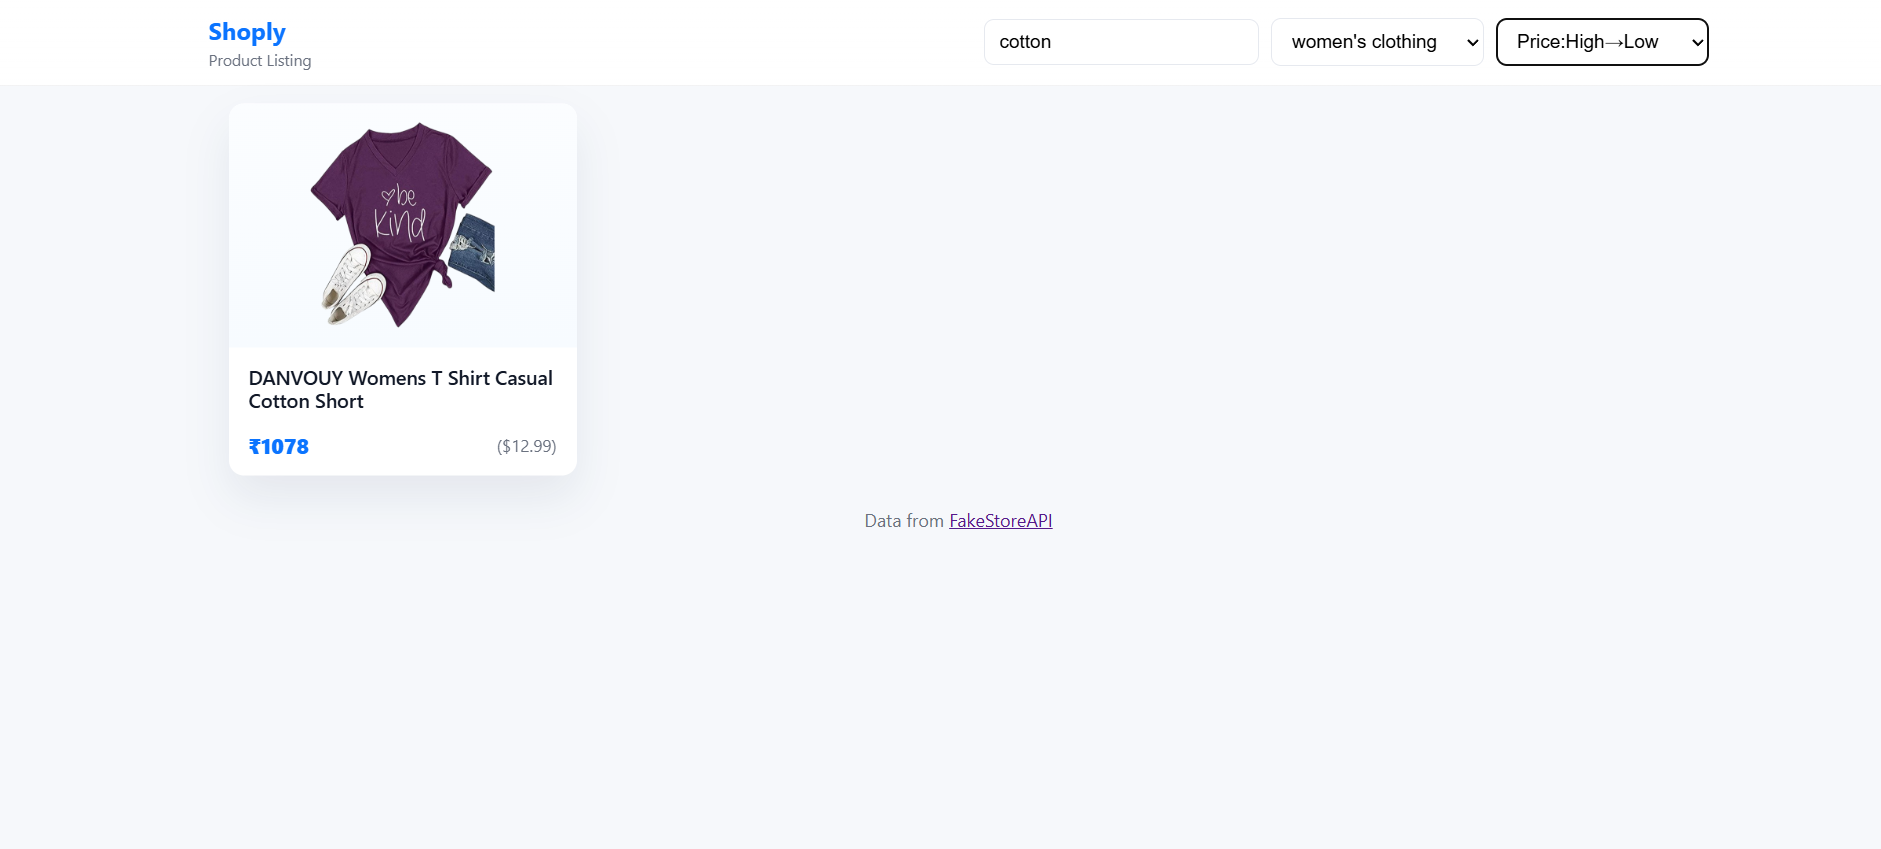 Shoply
Product Listing
cotton
women's clothing
Price:High→Low
be
kind
DANVOUY Womens T Shirt Casual
Cotton Short
₹1078
($12.99)
Data from FakeStoreAPI